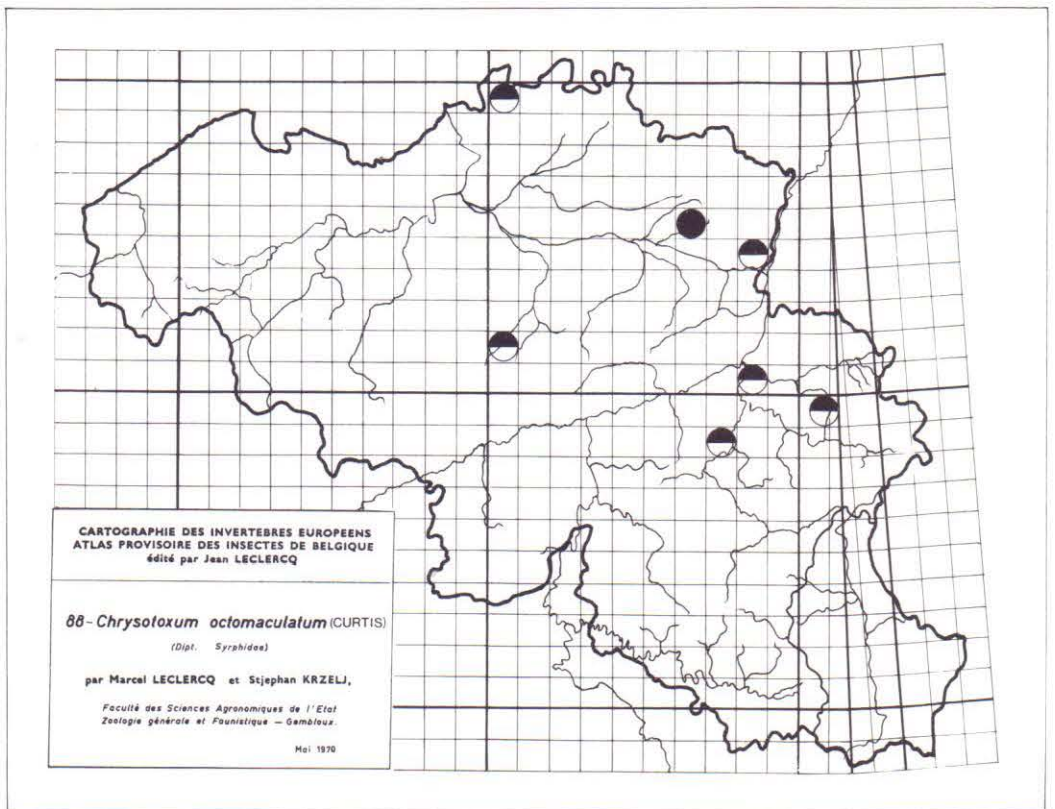 CARTOGRAPHIE DES INVERTEBRES EUROPEENS
ATLAS PROVISOIRE DES INSECTES DE BELGIQUE
édité par Jean LECLERCQ
88-Chrysotoxum octomaculatum (CURTIS)
(Dipt. Syrphidae)
par Marcel LECLERCQ et Stjephan KRZELJ,
Faculté des Sciences Agronomiques de l'Etat
Zoologie générale et Faunistique — Gembloux.
Mai 1970